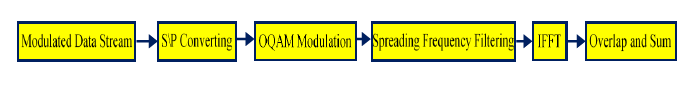 Modulated Data Stream
S\P Converting
OQAM Modulation
Spreading Frequency Filtering
IFFT
Overlap and Sum